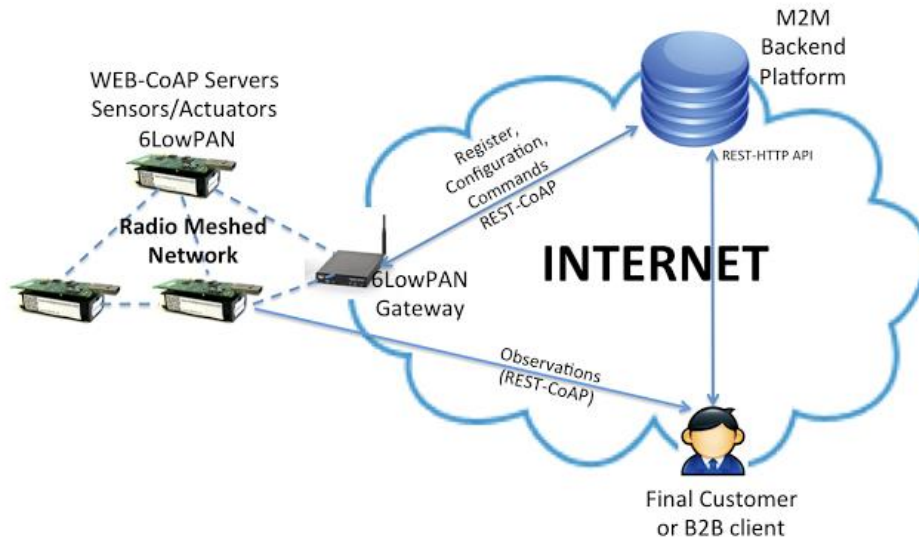 M2M
Backend
Platform
WEB-CoAP Servers
Sensors/Actuators
6LowPAN
Register,
Configuration,
Commands
REST-CoAP
REST-HTTP API
Radio Meshed
Network
INTERNET
6LowPAN
Gateway
Observations
(REST-CoAP)
Final Customer
or B2B client